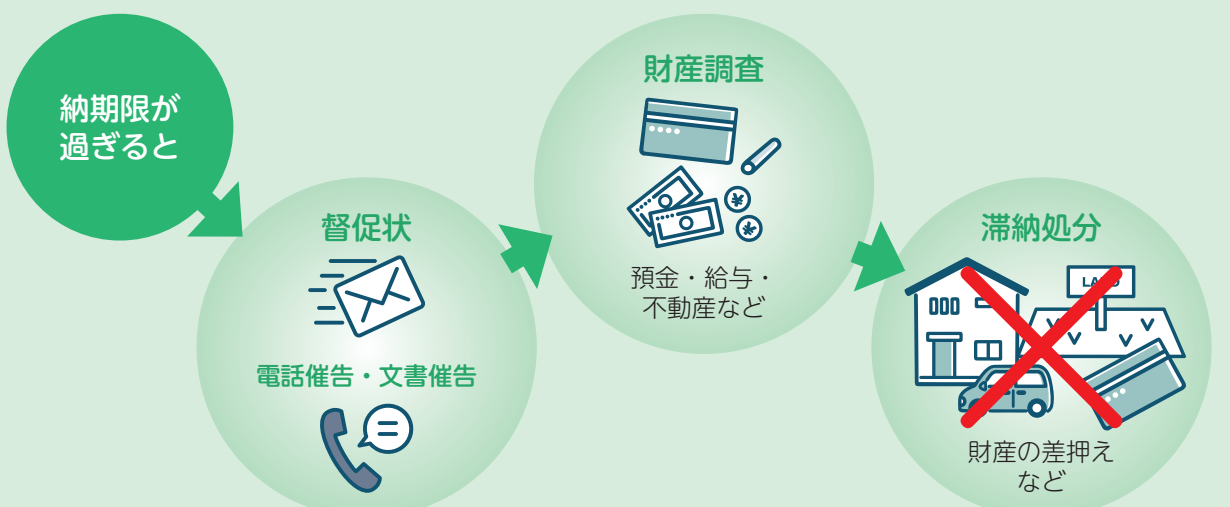 納期限が
過ぎると
督促状
電話催告・文書催告
財産調査
預金・給与・
不動産など
滞納処分
財産の差押え
など